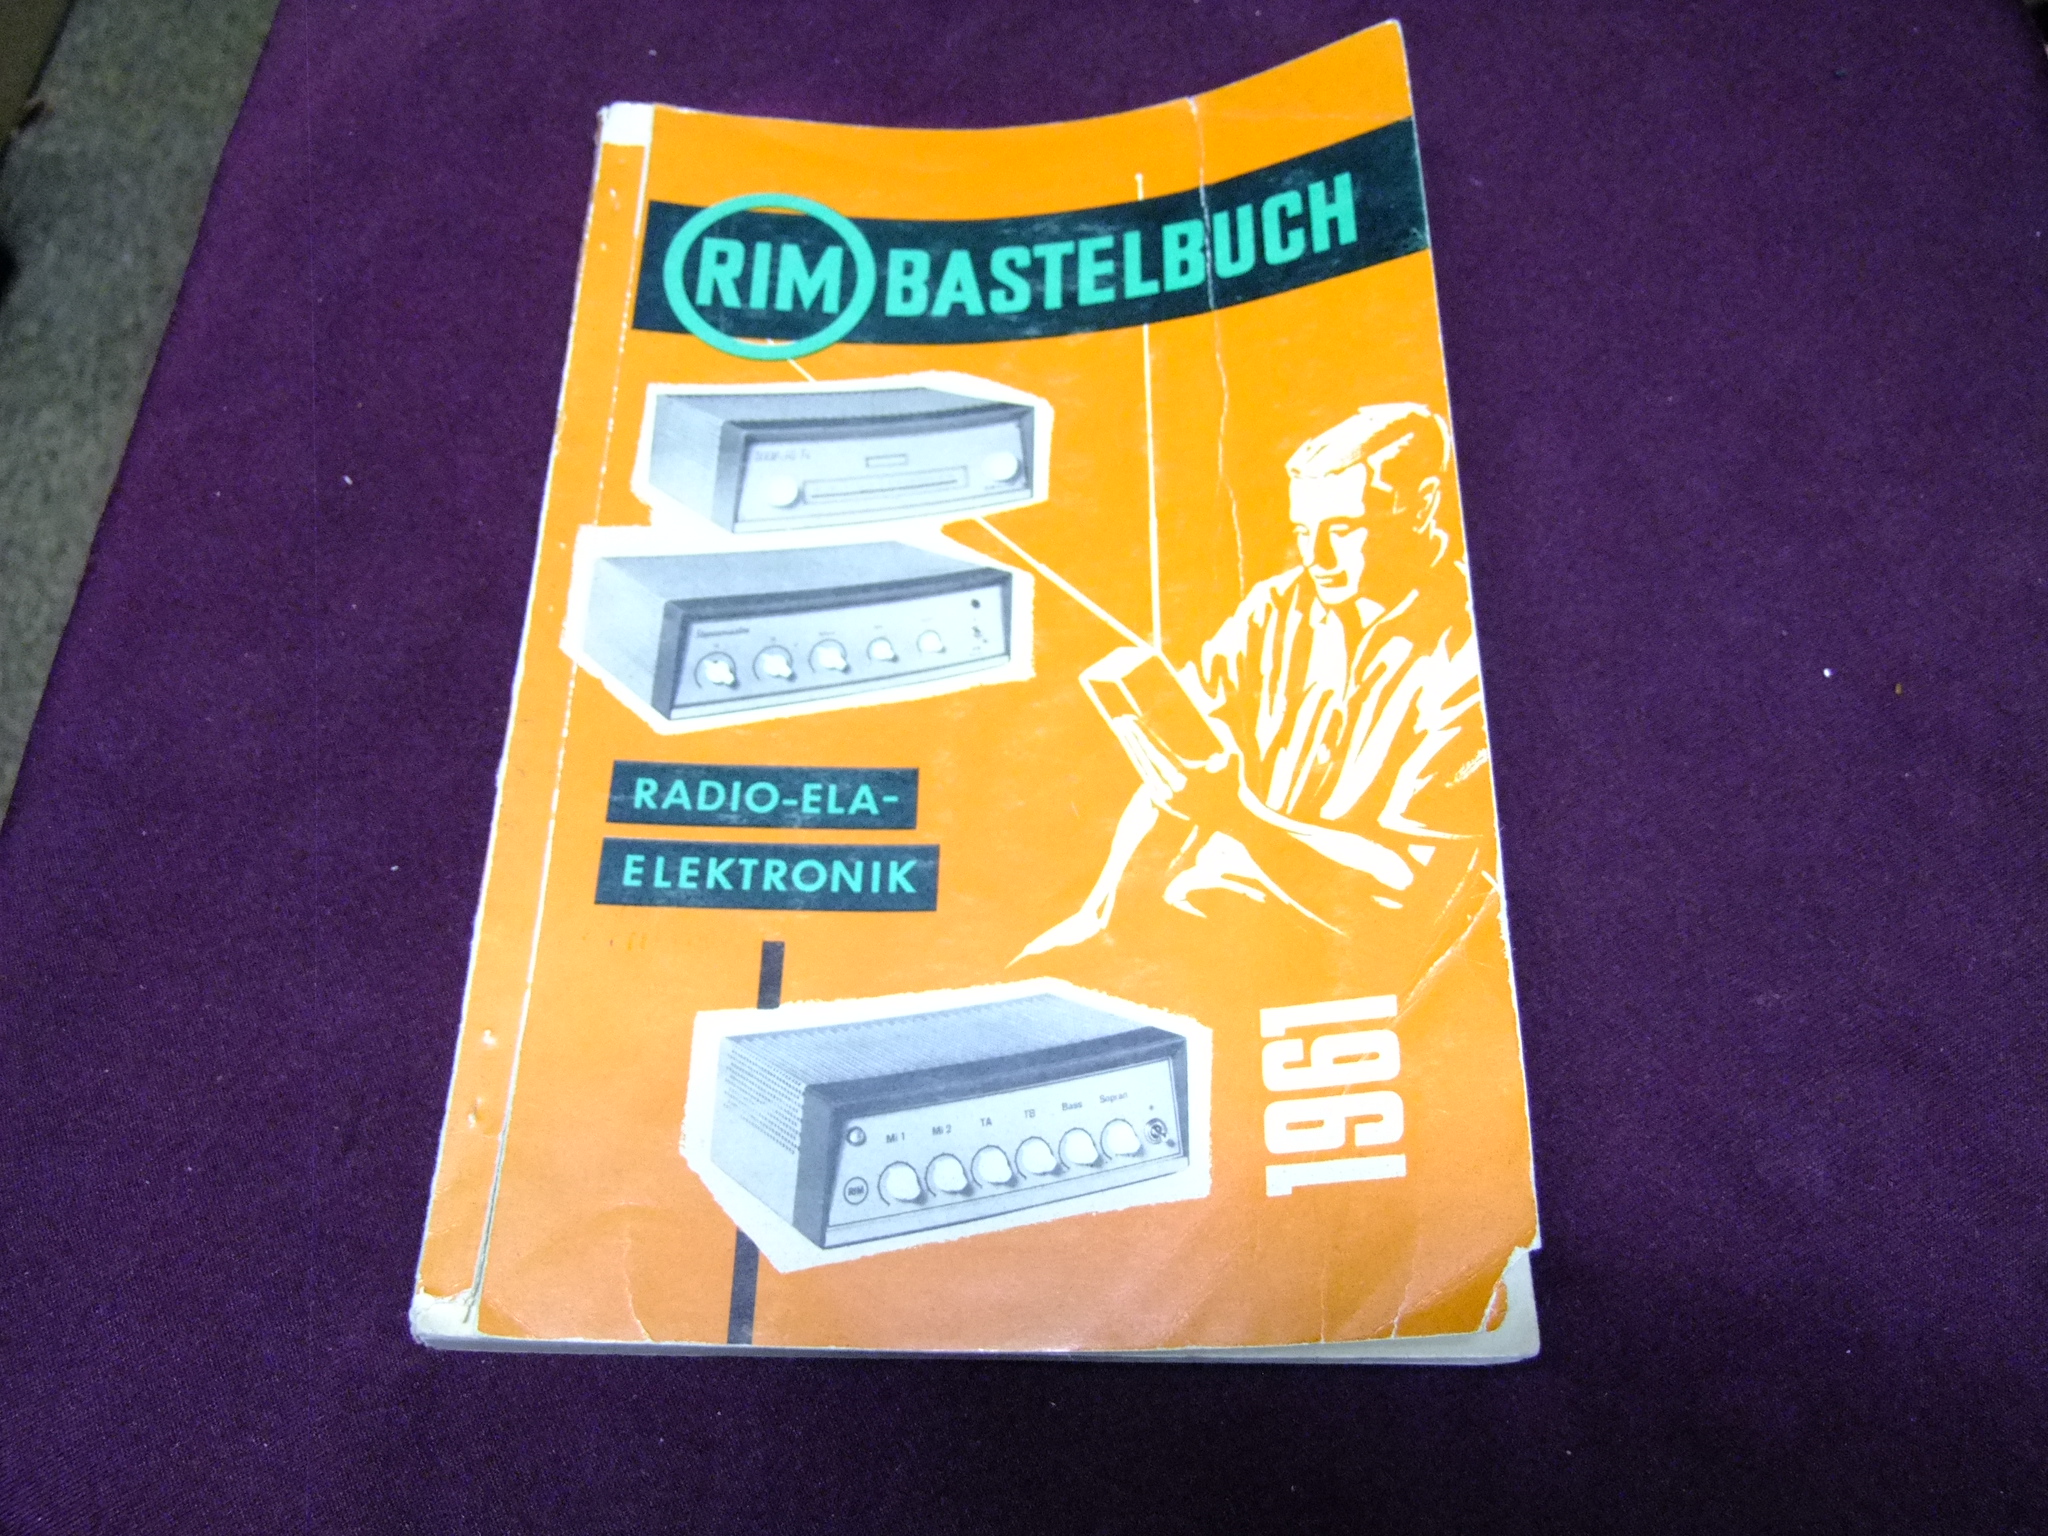 RIM BASTELBUCH
RADIO-ELA-
ELEKTRONIK
Mi 1 Mi 2 TA TB Bass Sopran
RIM
1961